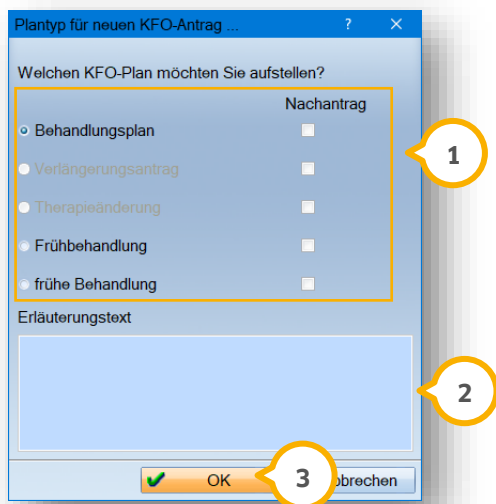 Plantyp für neuen KFO-Antrag ... ? ×
Welchen KFO-Plan möchten Sie aufstellen?
Nachantrag
Behandlungsplan
1
Verlängerungsantrag
Therapieänderung
Frühbehandlung
frühe Behandlung
Erläuterungstext
2
OK 3 bbrechen